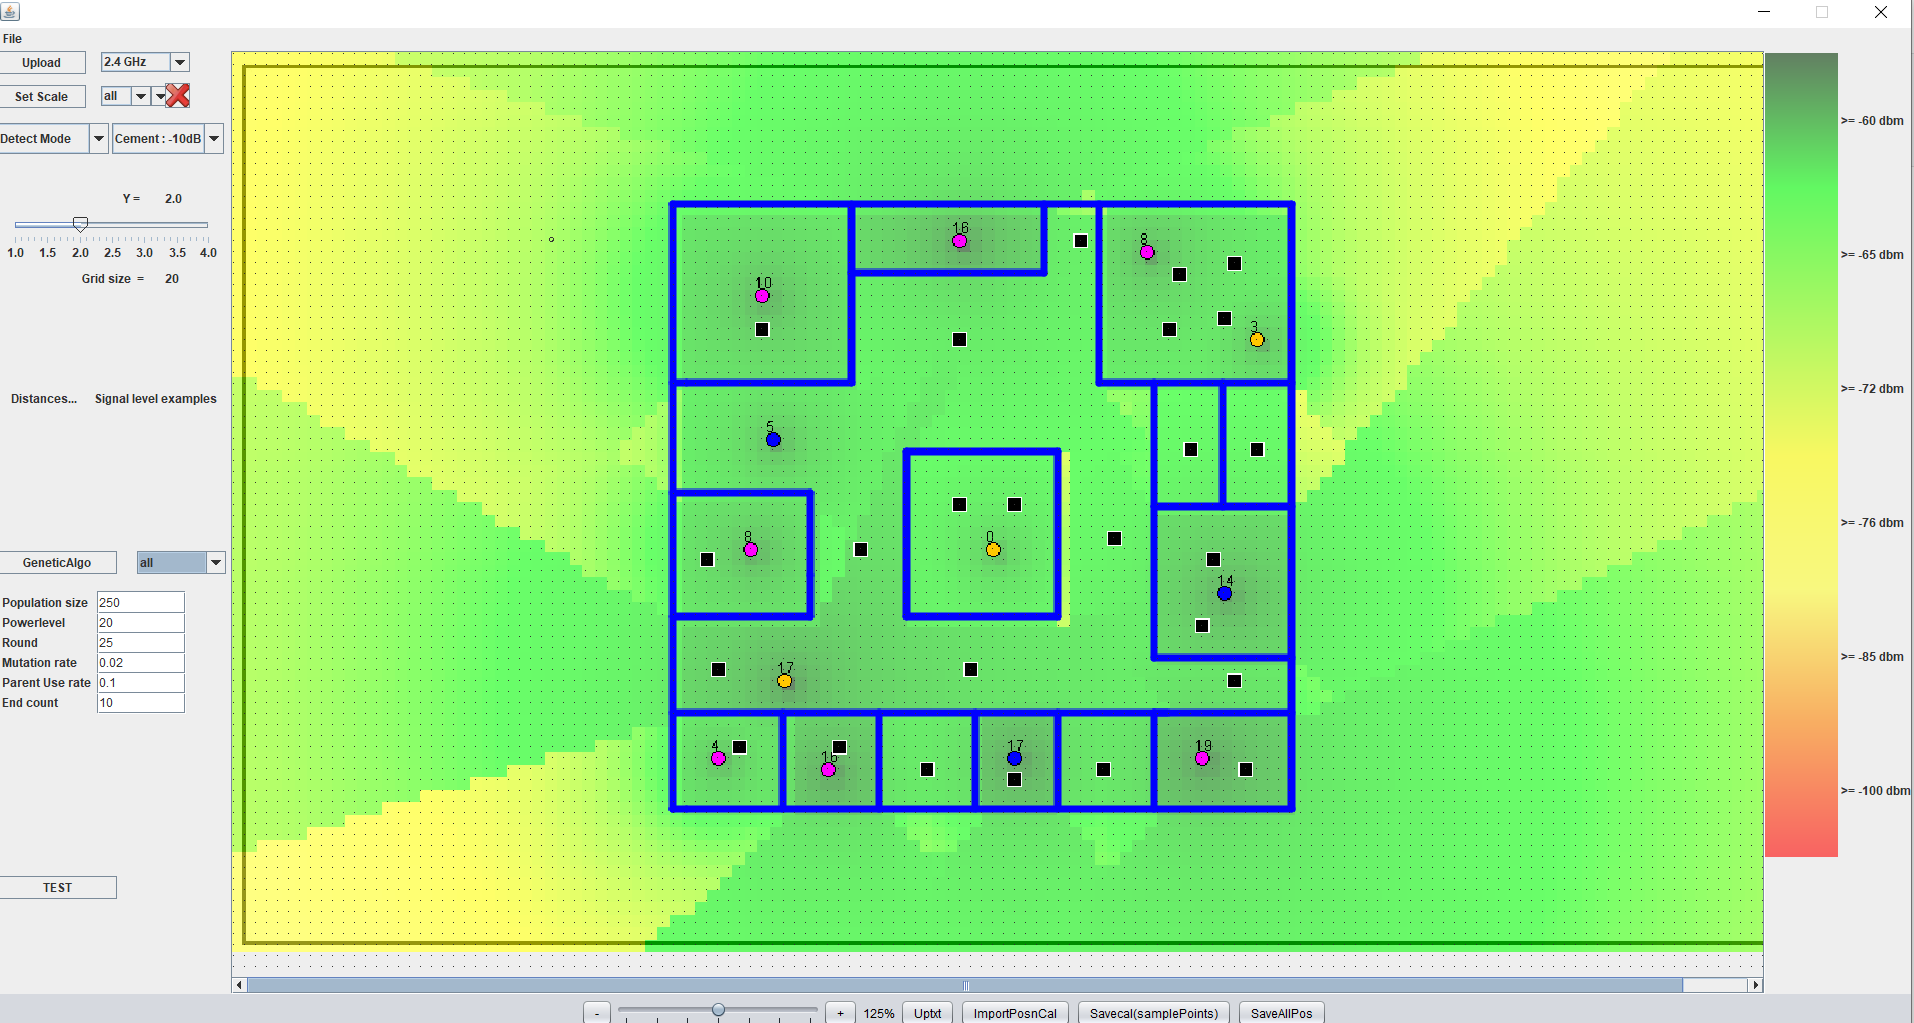 File
Upload 2.4 GHz
Set Scale all
Detect Mode Cement : -10dB
Y = 2.0
1.0 1.5 2.0 2.5 3.0 3.5 4.0
Grid size = 20
Distances... Signal level examples
GeneticAlgo all
Population size 250
Powerlevel 20
Round 25
Mutation rate 0.02
Parent Use rate 0.1
End count 10
TEST
16
8
10
3
5
8
0
14
17
4
16
17
19
>= -60 dbm
>= -65 dbm
>= -72 dbm
>= -76 dbm
>= -85 dbm
>= -100 dbm
- + 125% Uptxt ImportPosnCal Savecal(samplePoints) SaveAllPos